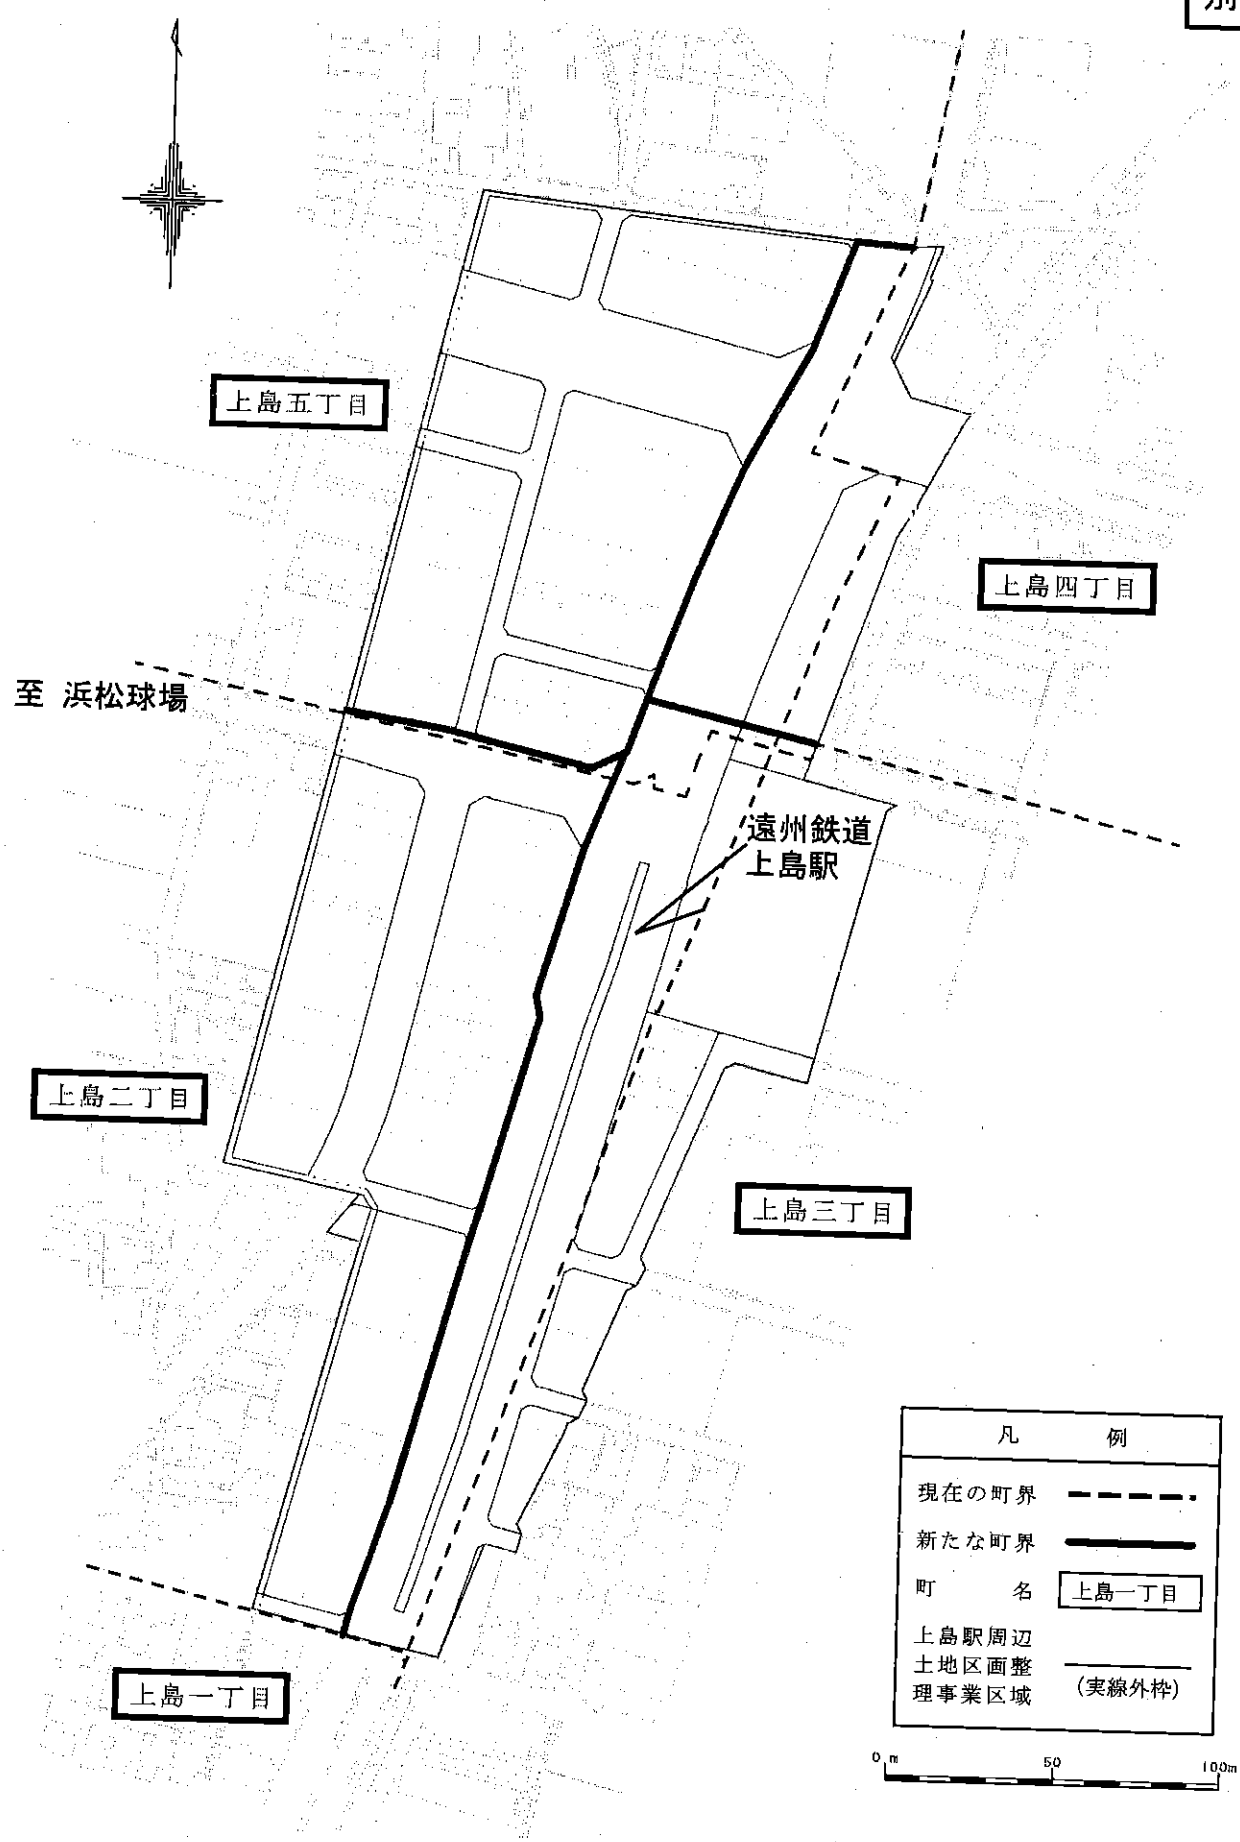 別
上島五丁目
上島四丁目
至 浜松球場
遠州鉄道
上島駅
上島二丁目
上島三丁目
上島一丁目
凡 例
現在の町界
新たな町界
町 名 上島一丁目
上島駅周辺
土地区画整
理事業区域
(実線外枠)
0 m 50 100m